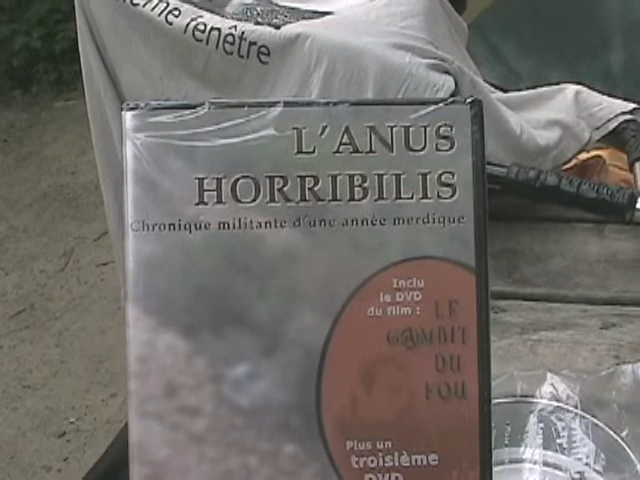 fenêtre
L'ANUS
HORRIBILIS
Chronique militante d'une année merdique
Inclu
le DVD
du film :
LE
GAMBIT
DU
FOU
Plus un
troisième
DVD